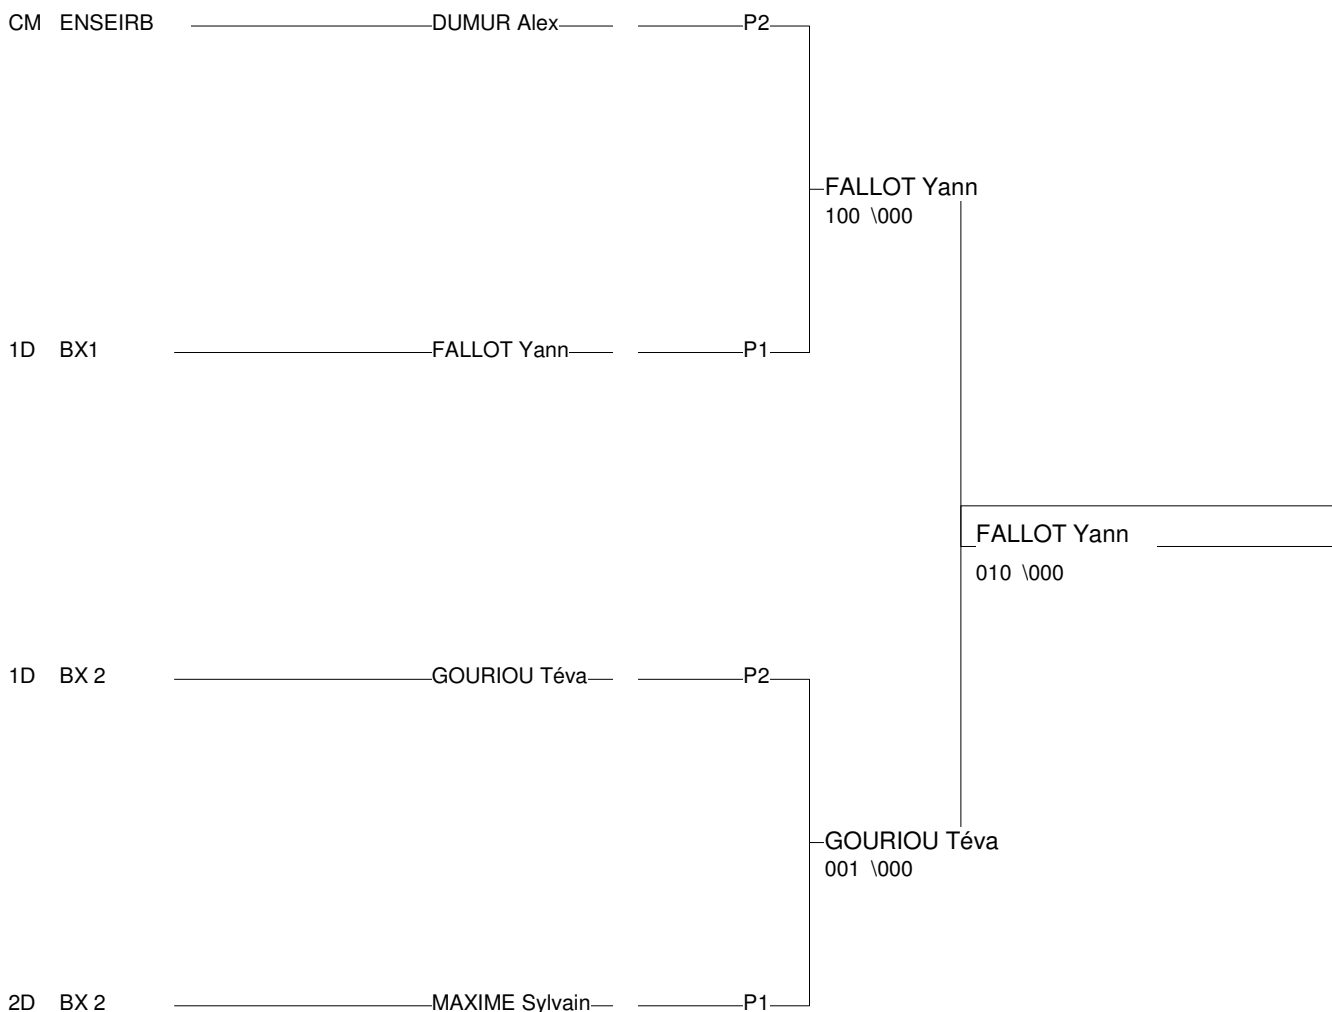 CM ENSEIRB DUMUR Alex P2
FALLOT Yann
100 \000
1D BX1 FALLOT Yann P1
FALLOT Yann
010 \000
1D BX 2 GOURIOU Téva P2
GOURIOU Téva
001 \000
2D BX 2 MAXIME Sylvain P1